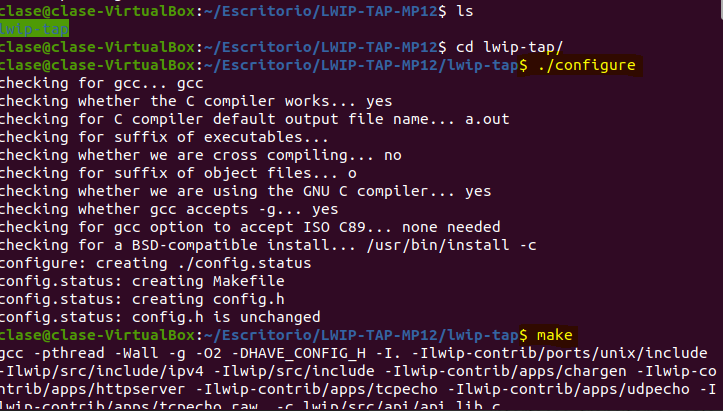 clase@clase-VirtualBox:~/Escritorio/LWIP-TAP-MP12$ ls
lwip-tap
clase@clase-VirtualBox:~/Escritorio/LWIP-TAP-MP12$ cd lwip-tap/
clase@clase-VirtualBox:~/Escritorio/LWIP-TAP-MP12/lwip-tap$ ./configure
checking for gcc... gcc
checking whether the C compiler works... yes
checking for C compiler default output file name... a.out
checking for suffix of executables...
checking whether we are cross compiling... no
checking for suffix of object files... o
checking whether we are using the GNU C compiler... yes
checking whether gcc accepts -g... yes
checking for gcc option to accept ISO C89... none needed
checking for a BSD-compatible install... /usr/bin/install -c
configure: creating ./config.status
config.status: creating Makefile
config.status: creating config.h
config.status: config.h is unchanged
clase@clase-VirtualBox:~/Escritorio/LWIP-TAP-MP12/lwip-tap$ make
gcc -pthread -Wall -g -O2 -DHAVE_CONFIG_H -I. -Ilwip-contrib/ports/unix/include
-Ilwip/src/include/ipv4 -Ilwip/src/include -Ilwip-contrib/apps/chargen -Ilwip-co
ntrib/apps/httpserver -Ilwip-contrib/apps/tcpecho -Ilwip-contrib/apps/udpecho -I
lwip-contrib/apps/tcpecho_raw -c lwip/src/api/api_lib.c